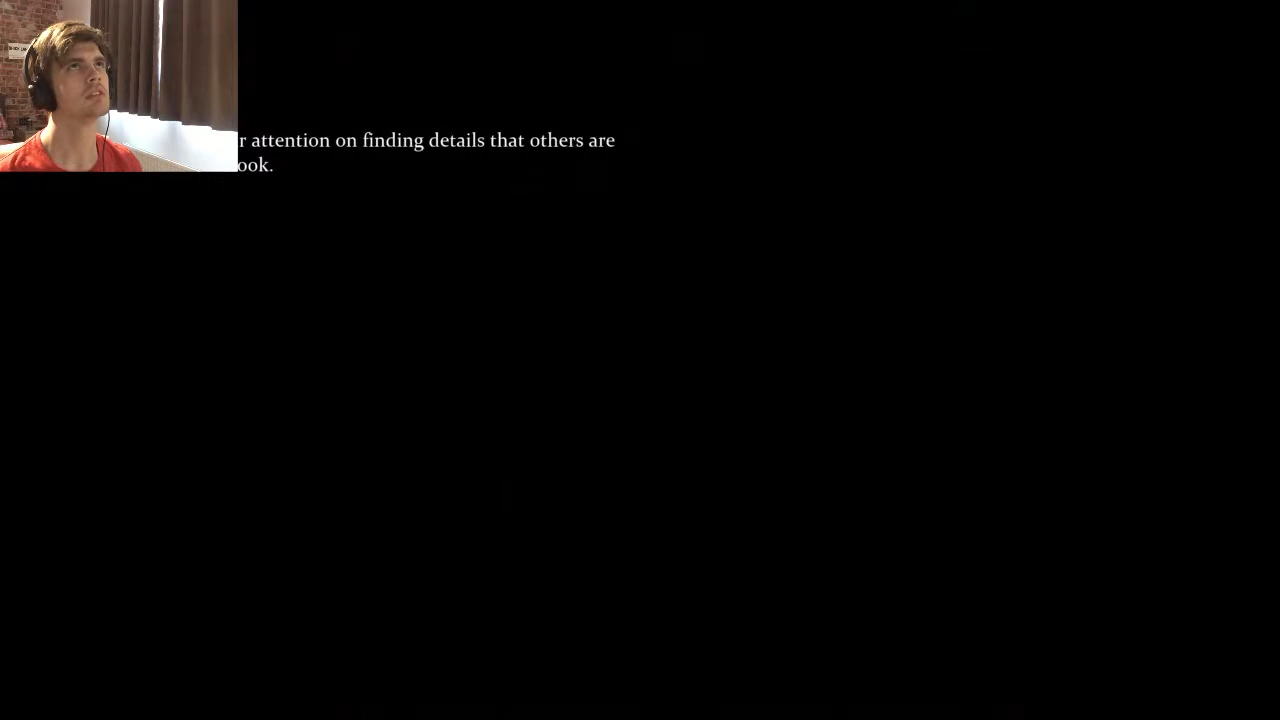 r attention on finding details that others are
ook.